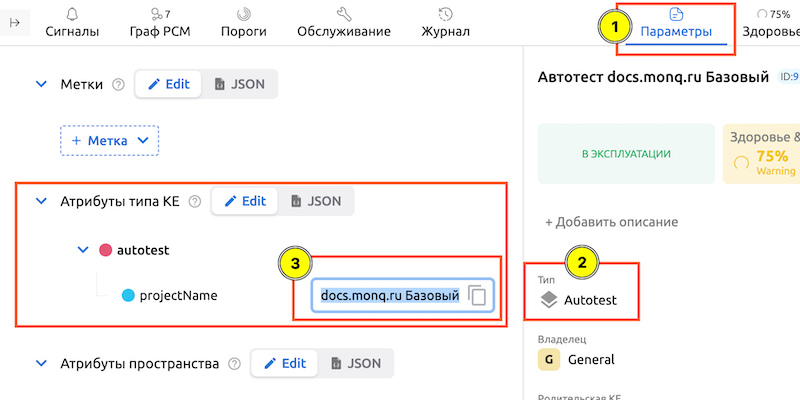 7
75%
Сигналы
Граф РСМ
Пороги
Обслуживание
Журнал
1
Параметры
Здоровье
Метки
Edit
JSON
Автотест docs.monq.ru Базовый
ID:9
+ Метка
В ЭКСПЛУАТАЦИИ
Здоровье &
75%
Warning
Атрибуты типа КЕ
Edit
JSON
+ Добавить описание
autotest
3
2
Тип
projectName
docs.monq.ru Базовый
Autotest
Владелец
G General
Атрибуты пространства
Edit
JSON
Родительская КЕ